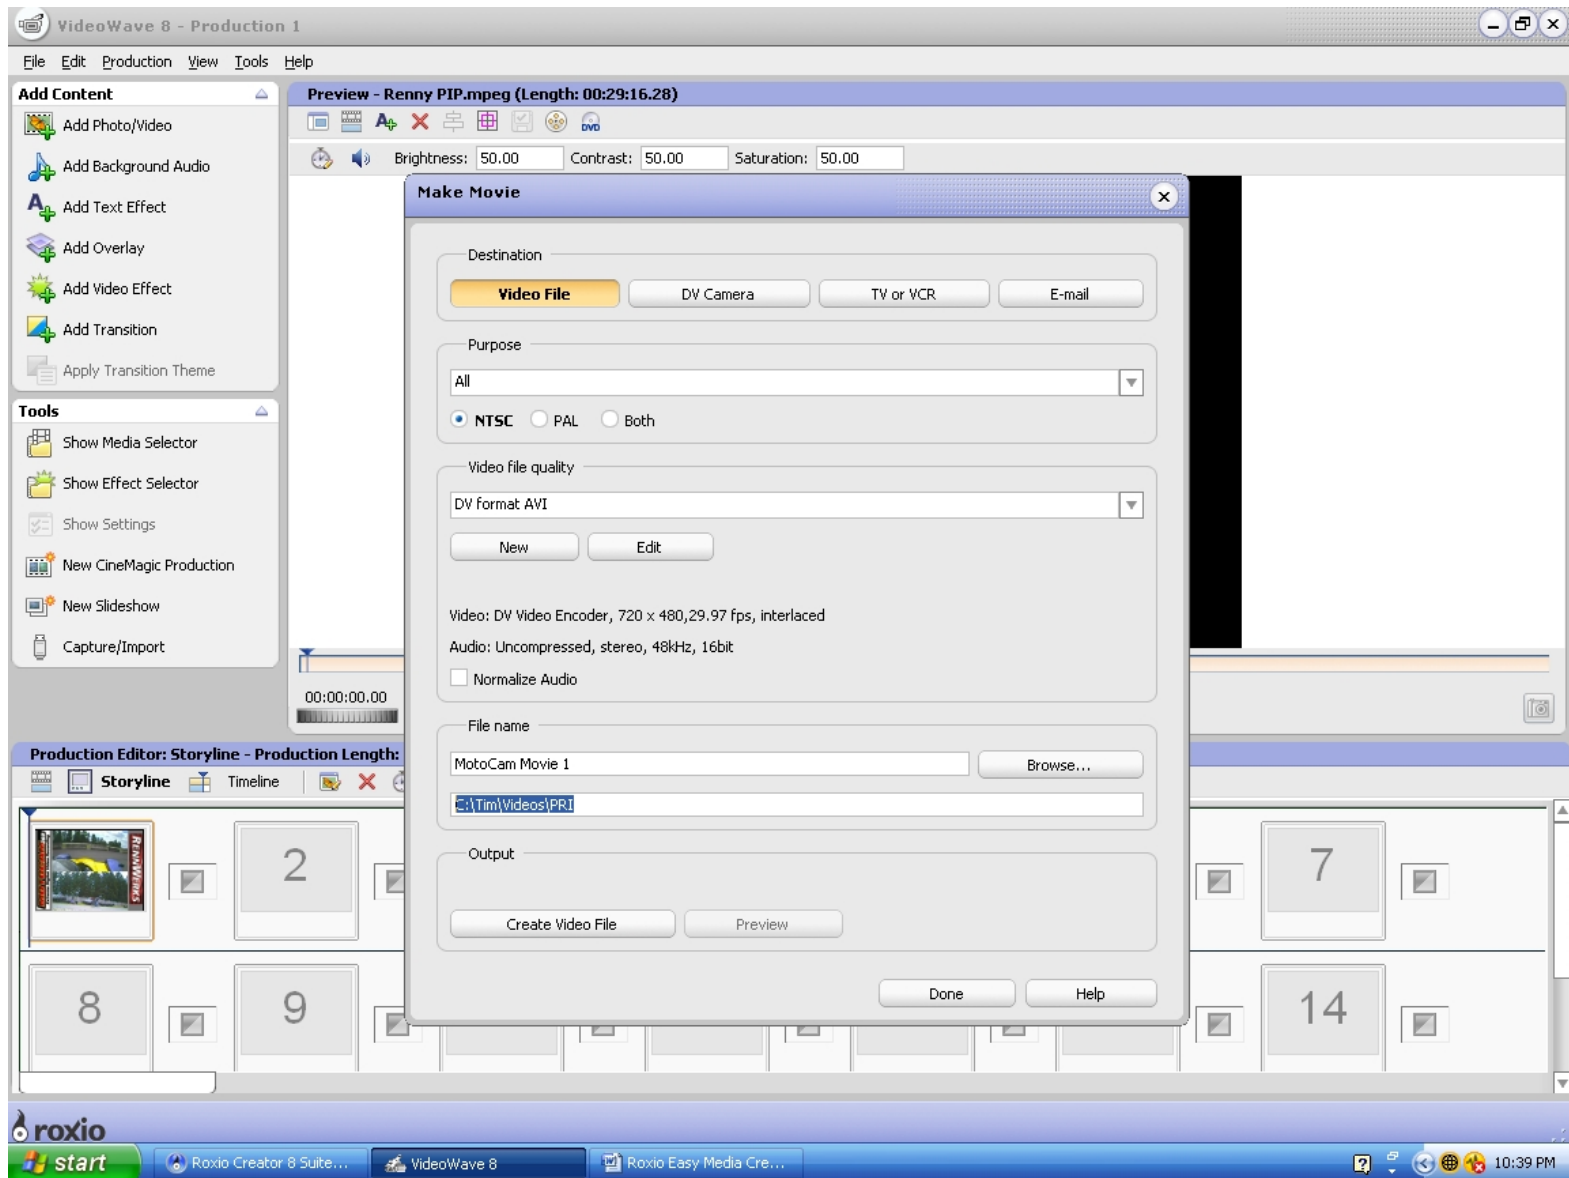 VideoWave 8 - Production 1
File Edit Production View Tools Help
Add Content
Add Photo/Video
Add Background Audio
Add Text Effect
Add Overlay
Add Video Effect
Add Transition
Apply Transition Theme
Tools
Show Media Selector
Show Effect Selector
Show Settings
New CineMagic Production
New Slideshow
Capture/Import
Preview - Renny PIP.mpeg (Length: 00:29:16.28)
DVD
Brightness: 50.00 Contrast: 50.00 Saturation: 50.00
00:00:00.00
Make Movie
Destination
Video File DV Camera TV or VCR E-mail
Purpose
All
NTSC PAL Both
Video file quality
DV format AVI
New Edit
Video: DV Video Encoder, 720 x 480,29.97 fps, interlaced
Audio: Uncompressed, stereo, 48kHz, 16bit
Normalize Audio
File name
MotoCam Movie 1 Browse...
C:\Tim\Videos\PRI
Output
Create Video File Preview
Done Help
Production Editor: Storyline - Production Length:
Storyline Timeline
RENNWERKS
2 7
8 9 14
roxio
start Roxio Creator 8 Suite... VideoWave 8 Roxio Easy Media Cre... 10:39 PM